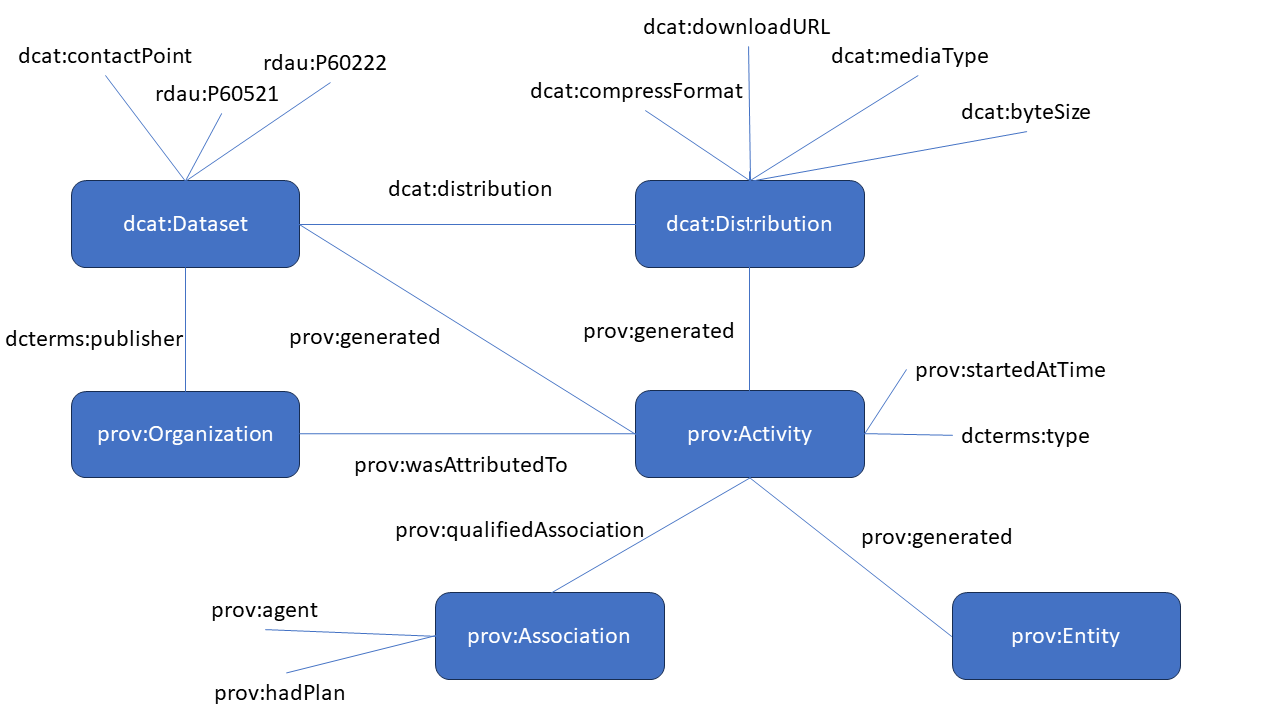 dcat:downloadURL
dcat:contactPoint
rdau:P60222
dcat:mediaType
rdau:P60521
dcat:compressFormat
dcat:byteSize
dcat:distribution
dcat:Dataset
dcat:Distribution
dcterms:publisher
prov:generated
prov:generated
prov:startedAtTime
prov:Organization
prov:Activity
dcterms:type
prov:wasAttributedTo
prov:qualifiedAssociation
prov:generated
prov:agent
prov:Association
prov:Entity
prov:hadPlan